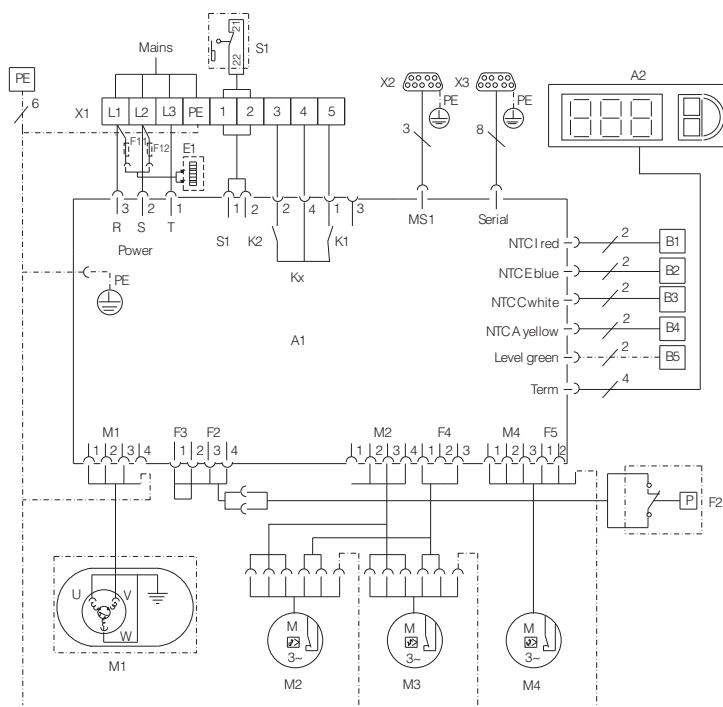 21
22
S1
Mains
PE
6
X1 L1 L2 L3 PE 1 2 3 4 5
F11 F12
E1
X2 X3
PE PE
3 8
A2
3 2 1 1 2 2 4 1 3
R S T S1 K2 K1 MS1 Serial
Power
Kx
PE
A1
NTC I red 2 B1
NTC E blue 2 B2
NTC C white 2 B3
NTC A yellow 2 B4
Level green 2 B5
Term 4
M1 F3 F2 M2 F4 M4 F5
1 2 3 4 1 2 3 4 1 2 3 4 1 2 3 1 2 3 1 2
P F2
U V
W
M1
M
3~
M2
M
3~
M3
M
3~
M4